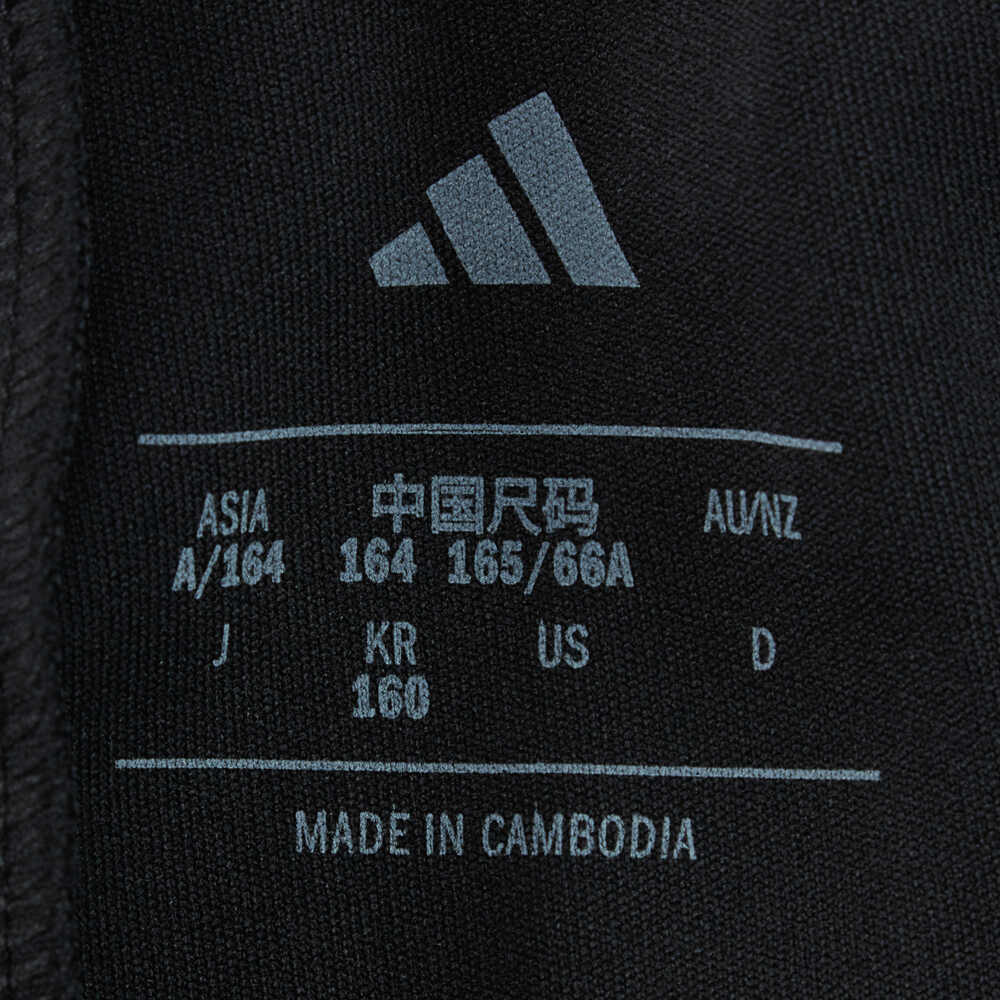 ASIA 中国尺码 AU/NZ
A/164 164 165/66A
J KR US D
160
MADE IN CAMBODIA